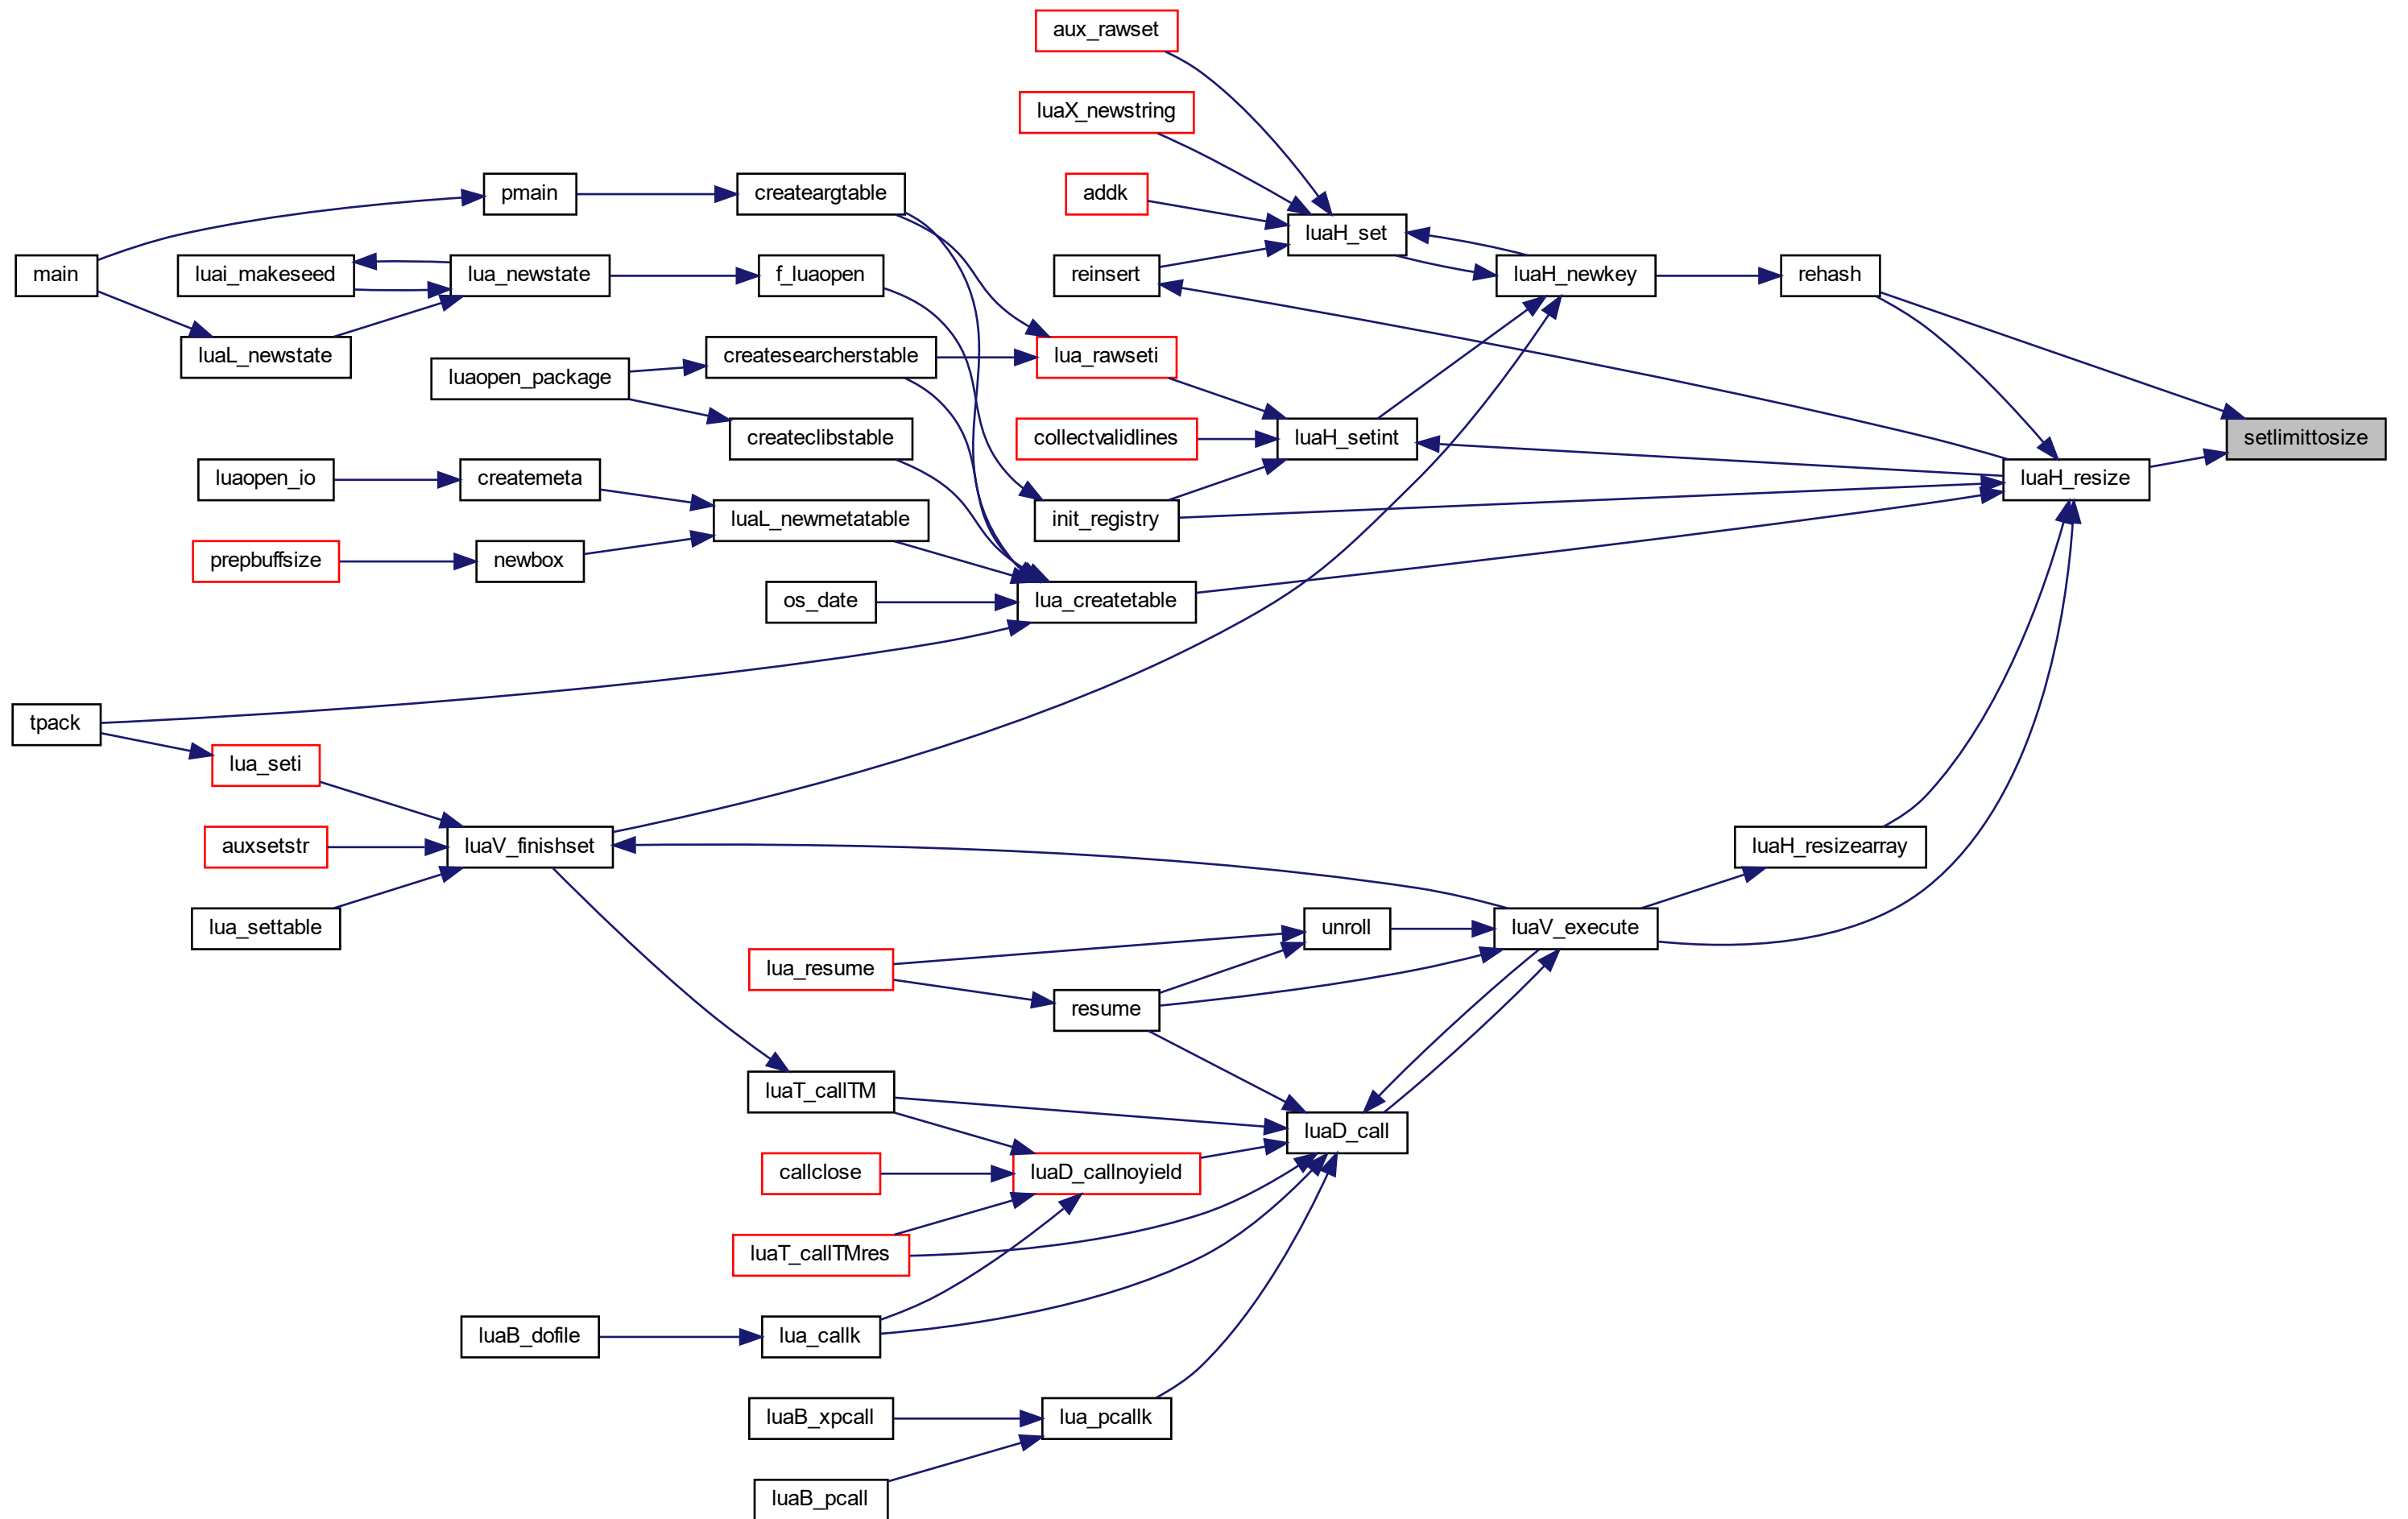 aux_rawset
luaX_newstring
pmain
createargtable
addk
luaH_set
main
luai_makeseed
lua_newstate
f_luaopen
reinsert
luaH_newkey
rehash
luaL_newstate
createsearcherstable
lua_rawseti
luaopen_package
createclibstable
collectvalidlines
luaH_setint
setlimittosize
luaopen_io
createmeta
luaH_resize
luaL_newmetatable
init_registry
prepbuffsize
newbox
os_date
lua_createtable
tpack
lua_seti
auxsetstr
luaV_finishset
luaH_resizearray
lua_settable
unroll
luaV_execute
lua_resume
resume
luaT_callTM
luaD_call
callclose
luaD_callnoyield
luaT_callTMres
luaB_dofile
lua_callk
luaB_xpcall
lua_pcallk
luaB_pcall